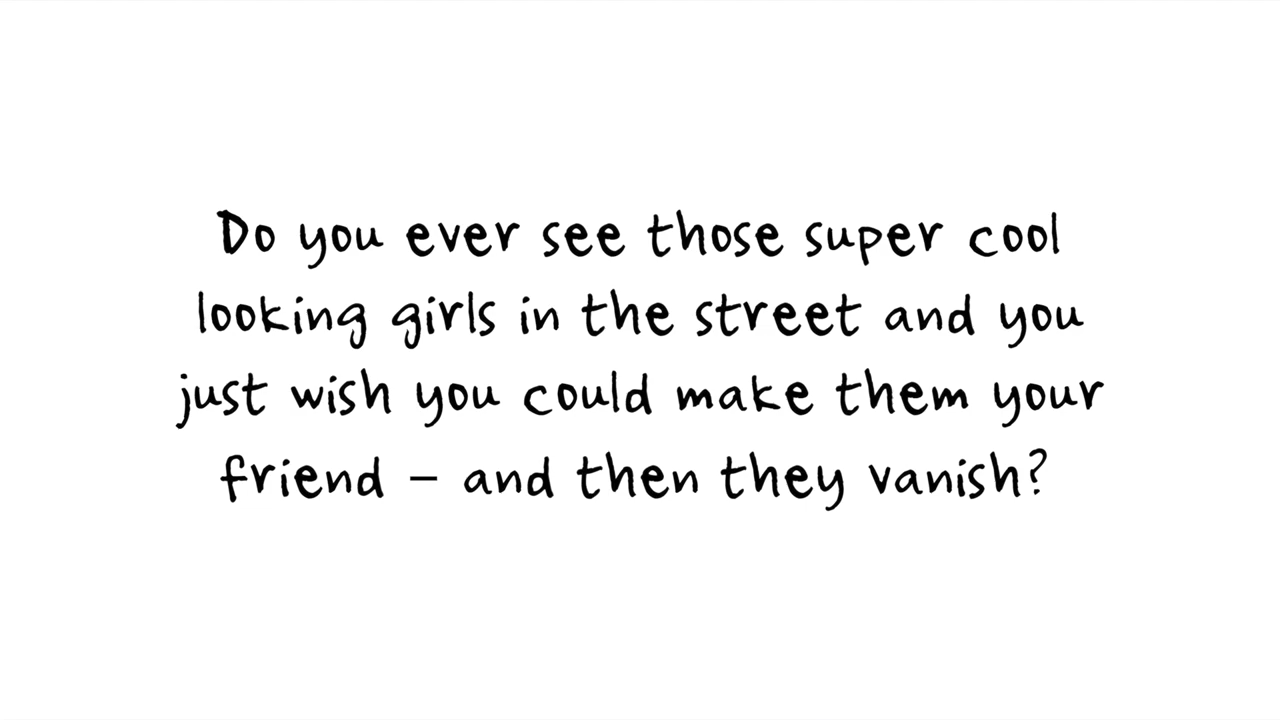 Do you ever see those super cool
looking girls in the street and you
just wish you could make them your
friend – and then they vanish?